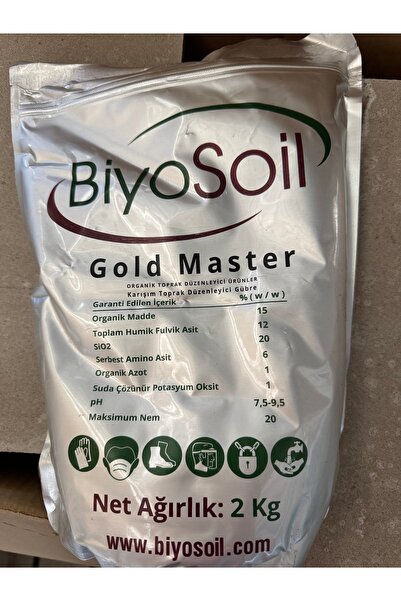 BiyoSoil
Gold Master
ORGANİK TOPRAK DÜZENLEYİCİ ÜRÜNLER
Karışım Toprak Düzenleyici Gübre
Garanti Edilen İçerik % ( w / w )
Organik Madde 15
Toplam Humik Fulvik Asit 12
SiO2 20
Serbest Amino Asit 6
Organik Azot 1
Suda Çözünür Potasyum Oksit 1
pH 7,5-9,5
Maksimum Nem 20
Net Ağırlık: 2 Kg
www.biyosoil.com